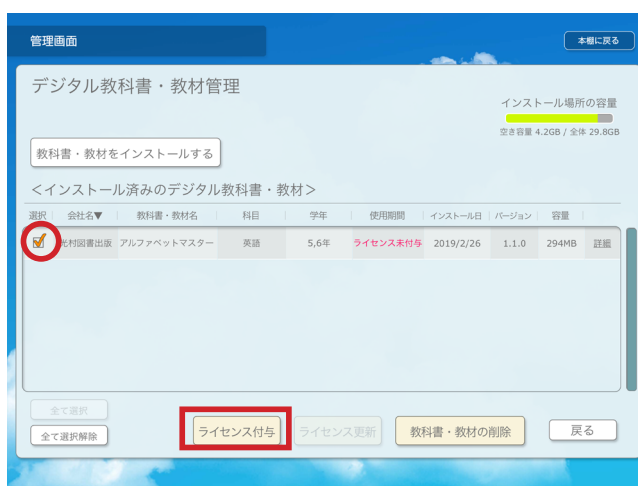 管理画面
本棚に戻る
デジタル教科書・教材管理
インストール場所の容量
空き容量 4.2GB / 全体 29.8GB
教科書・教材をインストールする
＜インストール済みのデジタル教科書・教材＞
選択 会社名▼ 教科書・教材名 科目 学年 使用期間 インストール日 バージョン 容量
光村図書出版 アルファベットマスター 英語 5,6年 ライセンス未付与 2019/2/26 1.1.0 294MB 詳細
全て選択
全て選択解除
ライセンス付与
ライセンス更新
教科書・教材の削除
戻る